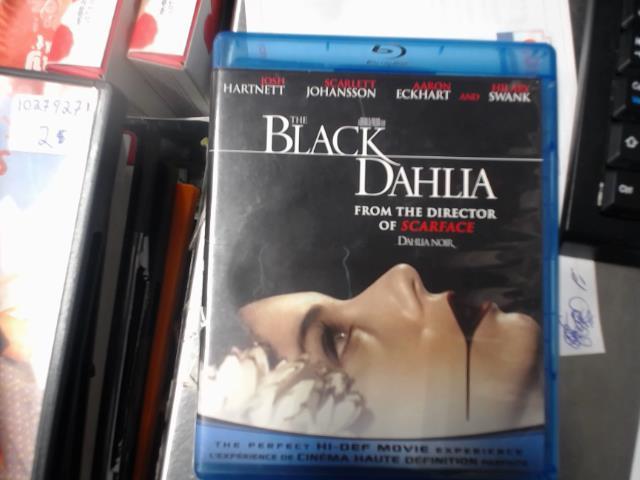 JOSH SCARLETT AARON HILARY
HARTNETT JOHANSSON ECKHART AND SWANK
THE
BLACK
DAHLIA
FROM THE DIRECTOR
OF SCARFACE
DAHLIA NOIR
THE PERFECT HI-DEF MOVIE EXPERIENCE
L'EXPÉRIENCE DE CINÉMA HAUTE DÉFINITION PARFAITE
10279271
2$